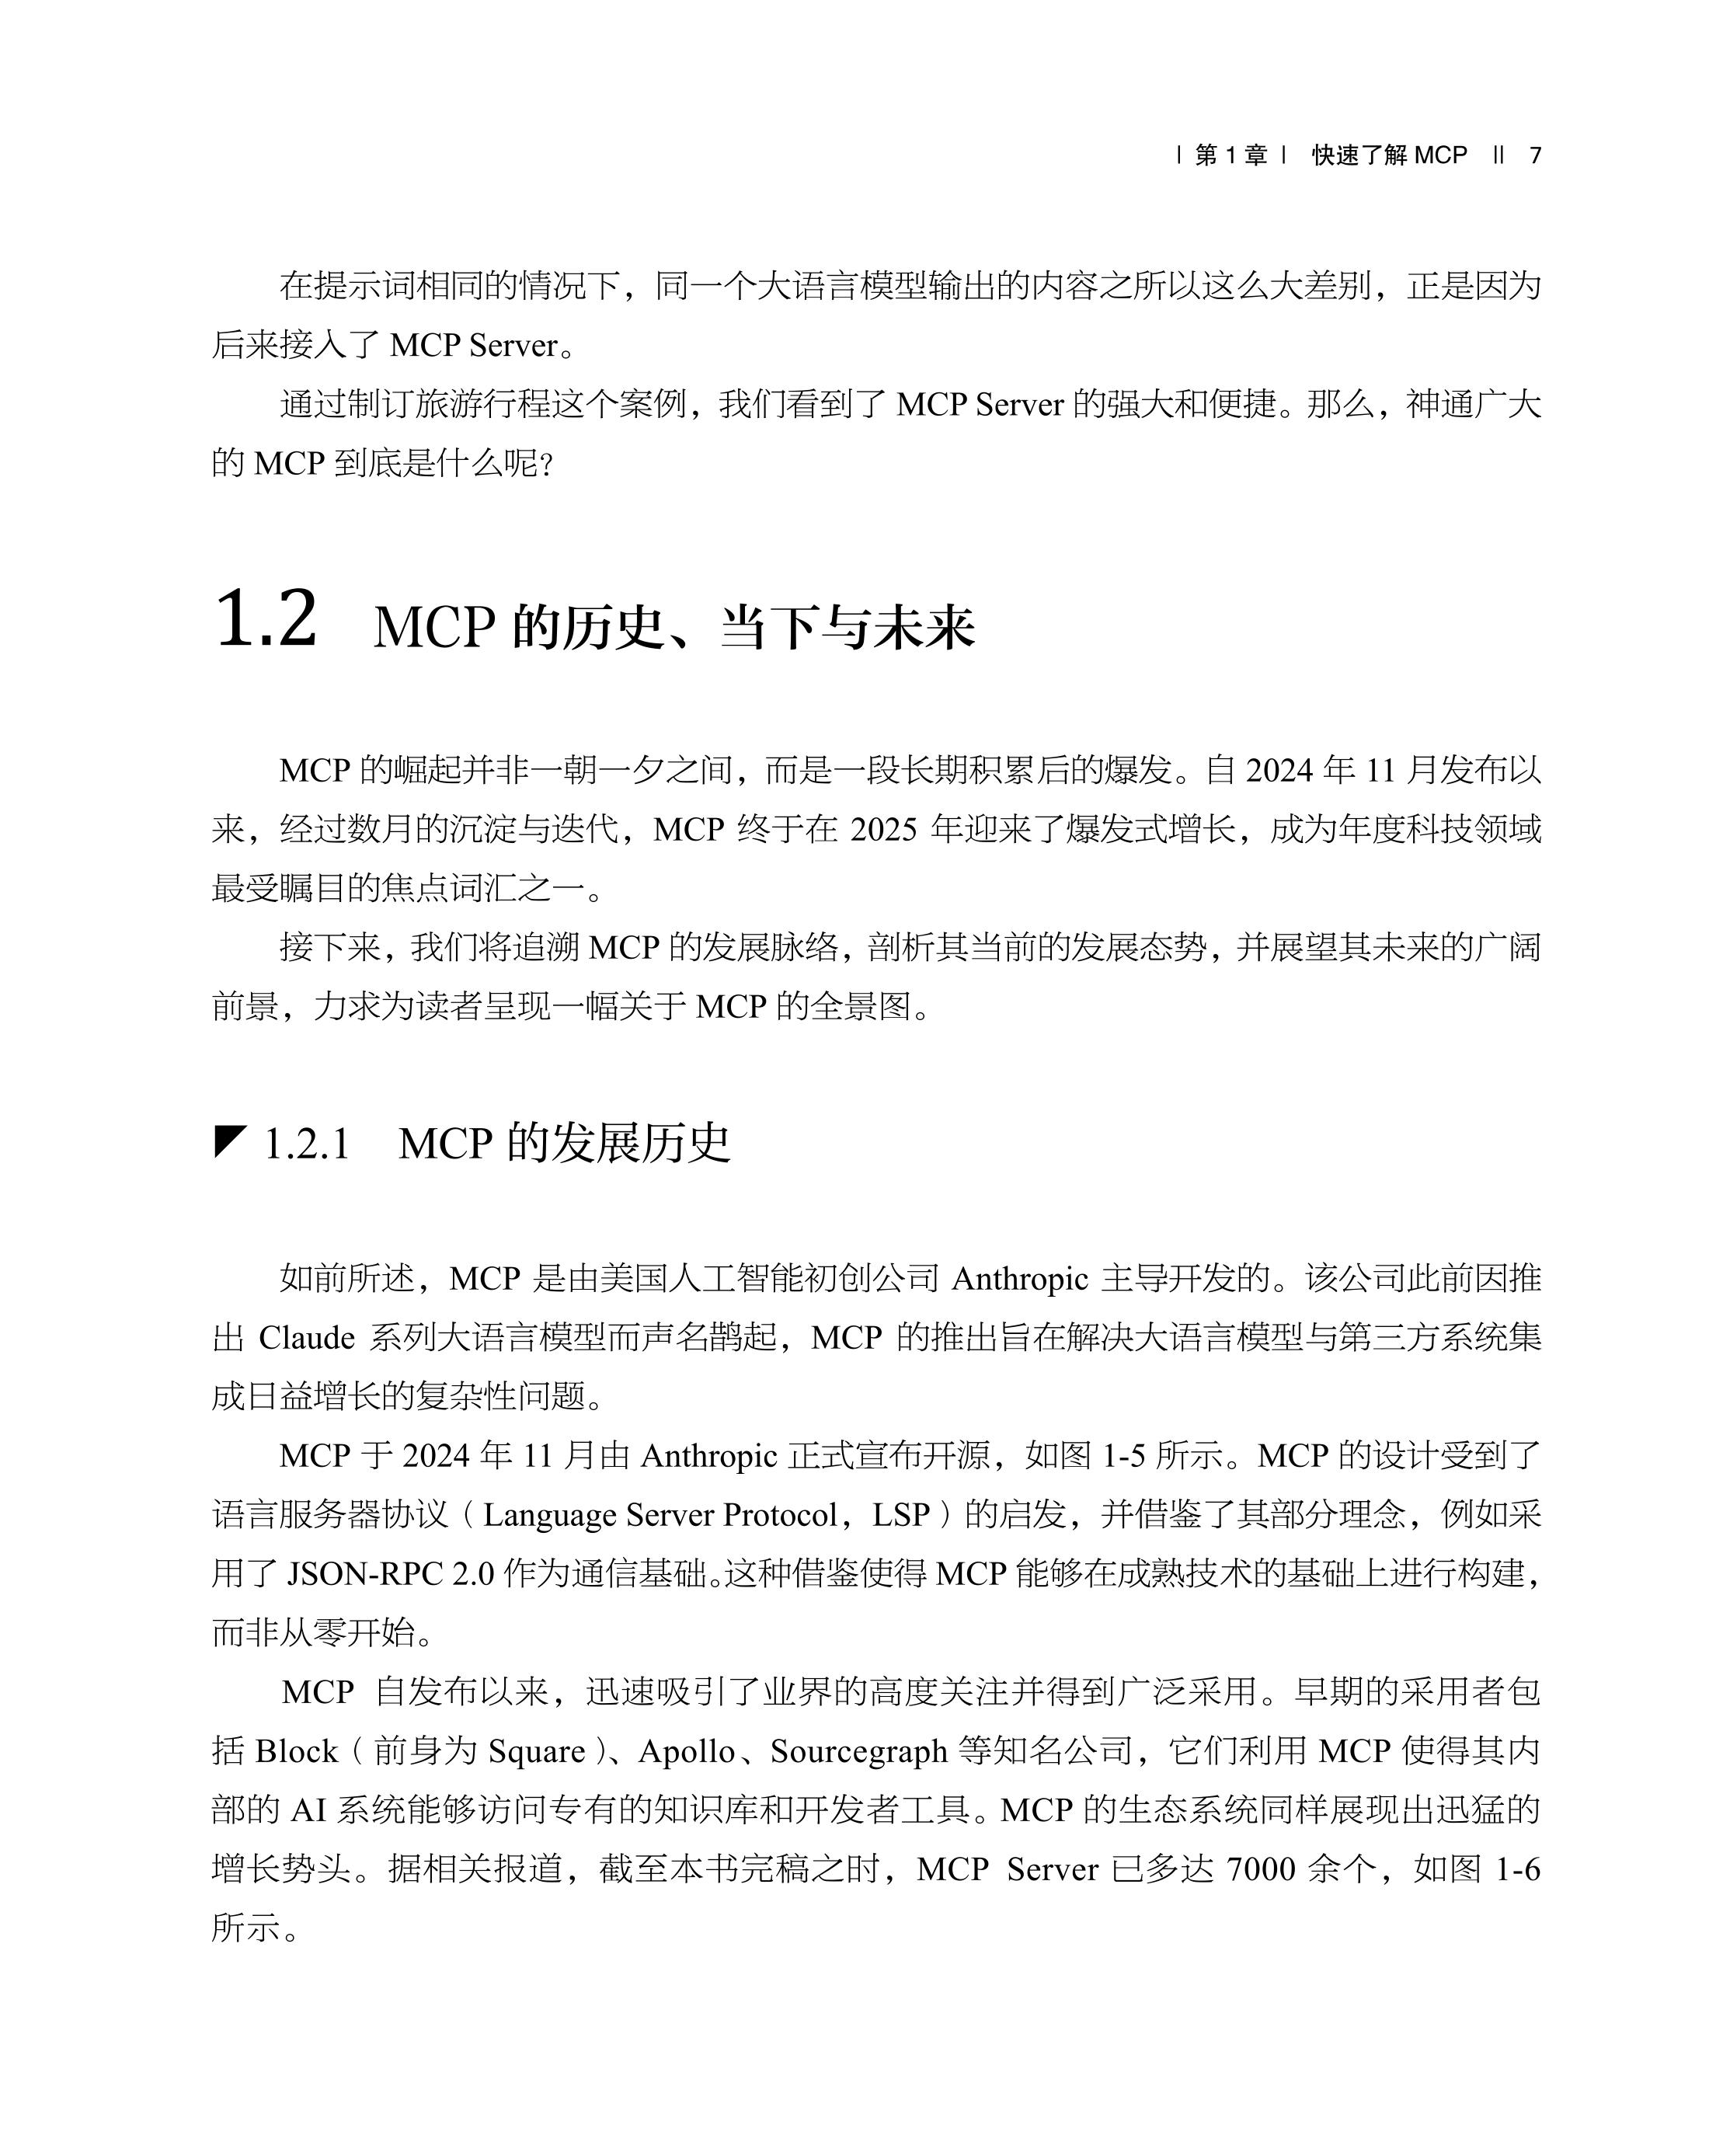 | 第 1 章 | 快速了解 MCP || 7
在提示词相同的情况下，同一个大语言模型输出的内容之所以这么大差别，正是因为
后来接入了 MCP Server。
通过制订旅游行程这个案例，我们看到了 MCP Server 的强大和便捷。那么，神通广大
的 MCP 到底是什么呢？
1.2 MCP 的历史、当下与未来
MCP 的崛起并非一朝一夕之间，而是一段长期积累后的爆发。自 2024 年 11 月发布以
来，经过数月的沉淀与迭代，MCP 终于在 2025 年迎来了爆发式增长，成为年度科技领域
最受瞩目的焦点词汇之一。
接下来，我们将追溯 MCP 的发展脉络，剖析其当前的发展态势，并展望其未来的广阔
前景，力求为读者呈现一幅关于 MCP 的全景图。
◤ 1.2.1 MCP 的发展历史
如前所述，MCP 是由美国人工智能初创公司 Anthropic 主导开发的。该公司此前因推
出 Claude 系列大语言模型而声名鹊起，MCP 的推出旨在解决大语言模型与第三方系统集
成日益增长的复杂性问题。
MCP 于 2024 年 11 月由 Anthropic 正式宣布开源，如图 1-5 所示。MCP 的设计受到了
语言服务器协议（Language Server Protocol，LSP）的启发，并借鉴了其部分理念，例如采
用了 JSON-RPC 2.0 作为通信基础。这种借鉴使得 MCP 能够在成熟技术的基础上进行构建，
而非从零开始。
MCP 自发布以来，迅速吸引了业界的高度关注并得到广泛采用。早期的采用者包
括 Block（前身为 Square）、Apollo、Sourcegraph 等知名公司，它们利用 MCP 使得其内
部的 AI 系统能够访问专有的知识库和开发者工具。MCP 的生态系统同样展现出迅猛的
增长势头。据相关报道，截至本书完稿之时，MCP Server 已多达 7000 余个，如图 1-6
所示。